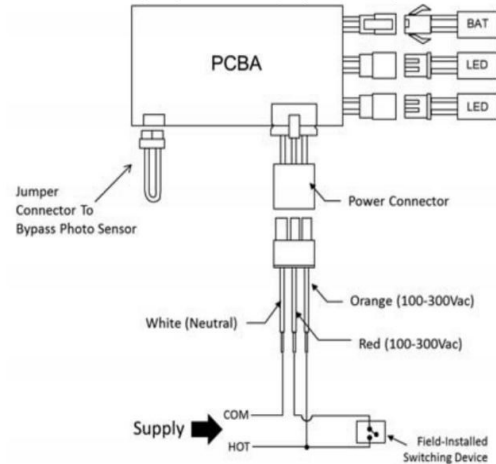 BAT
PCBA
LED
LED
Jumper
Connector To
Bypass Photo Sensor
Power Connector
Orange (100-300Vac)
White (Neutral)
Red (100-300Vac)
COM
Supply
HOT
Field-Installed
Switching Device